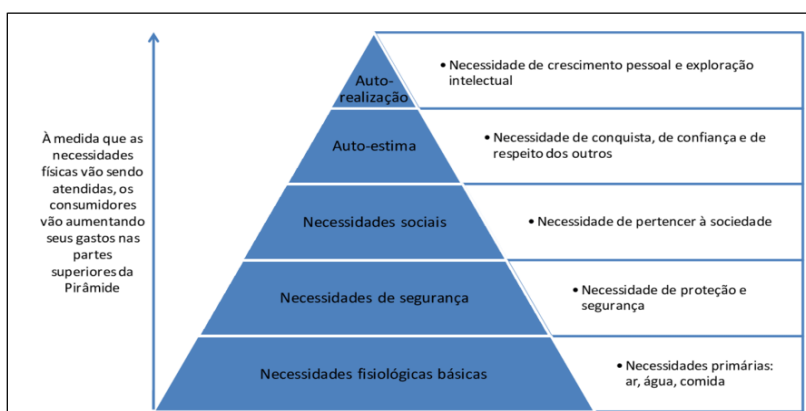 À medida que as
necessidades
físicas vão sendo
atendidas, os
consumidores
vão aumentando
seus gastos nas
partes
superiores da
Pirâmide
Auto-
realização
• Necessidade de crescimento pessoal e exploração
intelectual
Auto-estima
• Necessidade de conquista, de confiança e de
respeito dos outros
Necessidades sociais
• Necessidade de pertencer à sociedade
Necessidades de segurança
• Necessidade de proteção e
segurança
Necessidades fisiológicas básicas
• Necessidades primárias:
ar, água, comida